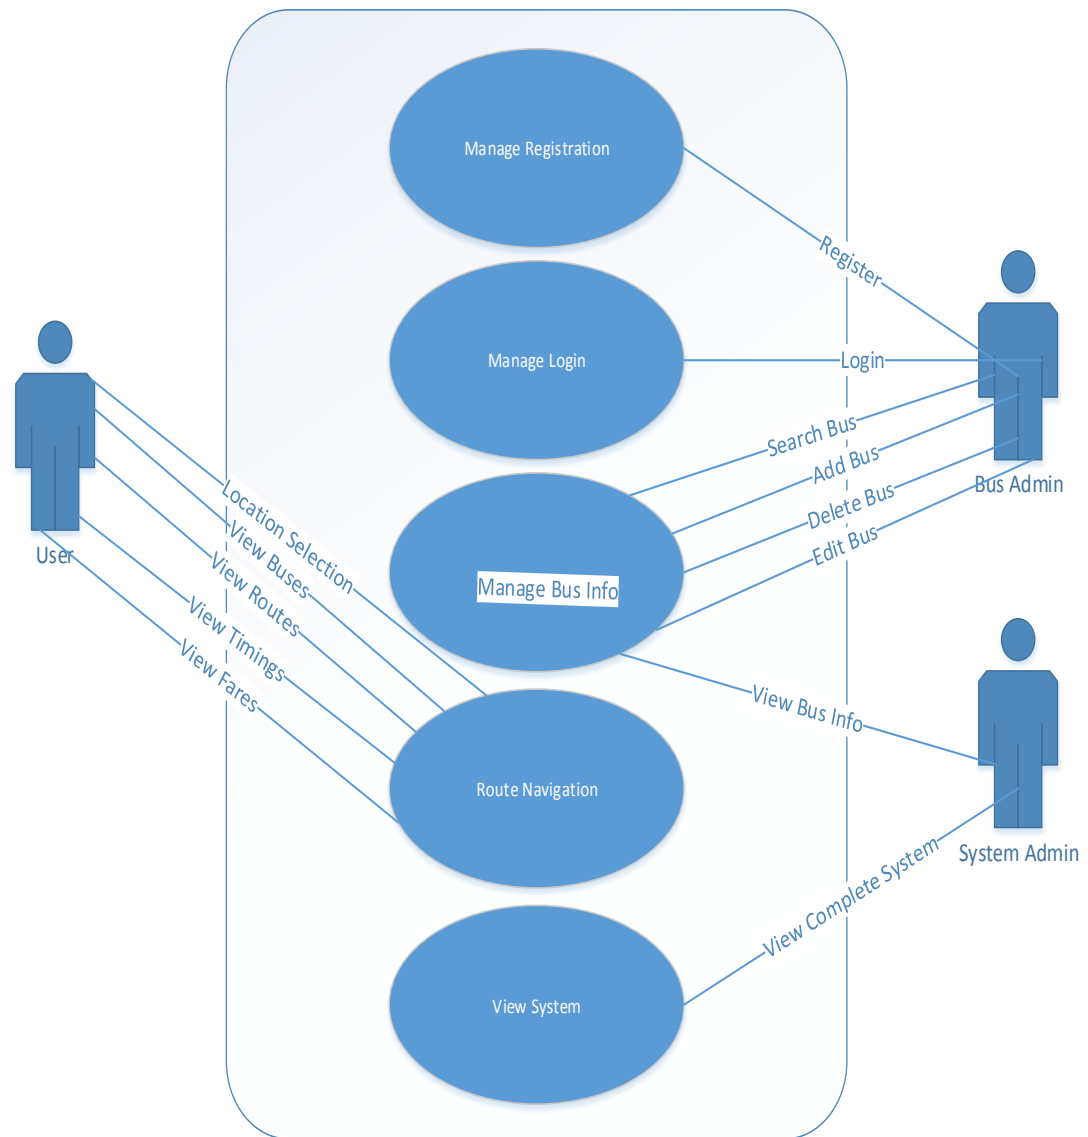 Manage Registration
Register
Manage Login
Login
Search Bus
Add Bus
Bus Admin
Delete Bus
Location Selection
View Buses
Edit Bus
User
View Routes
Manage Bus Info
View Timings
View Fares
View Bus Info
Route Navigation
System Admin
View Complete System
View System